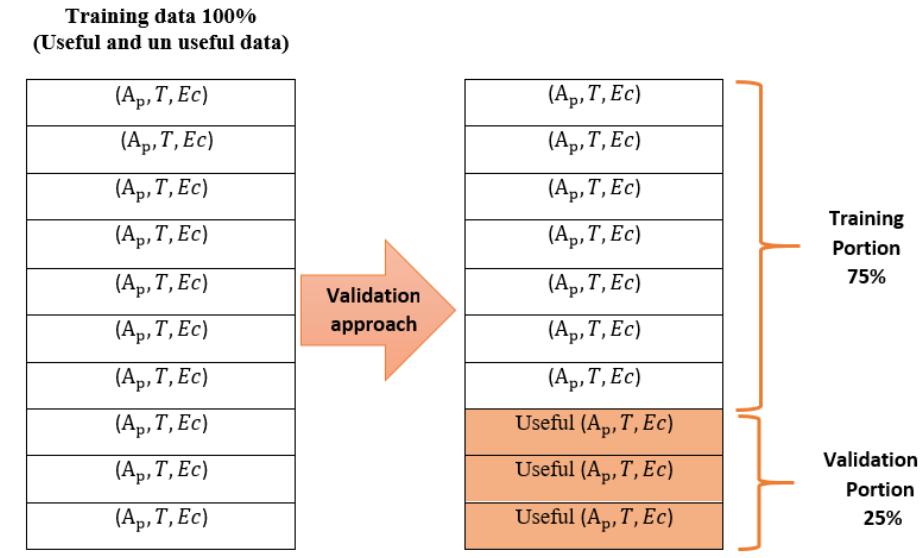 Training data 100%
(Useful and un useful data)
(Aₚ, T, Ec)
(Aₚ, T, Ec)
(Aₚ, T, Ec)
(Aₚ, T, Ec)
(Aₚ, T, Ec)
(Aₚ, T, Ec)
(Aₚ, T, Ec)
(Aₚ, T, Ec)
(Aₚ, T, Ec)
(Aₚ, T, Ec)
Validation
approach
(Aₚ, T, Ec)
(Aₚ, T, Ec)
(Aₚ, T, Ec)
(Aₚ, T, Ec)
(Aₚ, T, Ec)
(Aₚ, T, Ec)
(Aₚ, T, Ec)
Useful (Aₚ, T, Ec)
Useful (Aₚ, T, Ec)
Useful (Aₚ, T, Ec)
Training
Portion
75%
Validation
Portion
25%